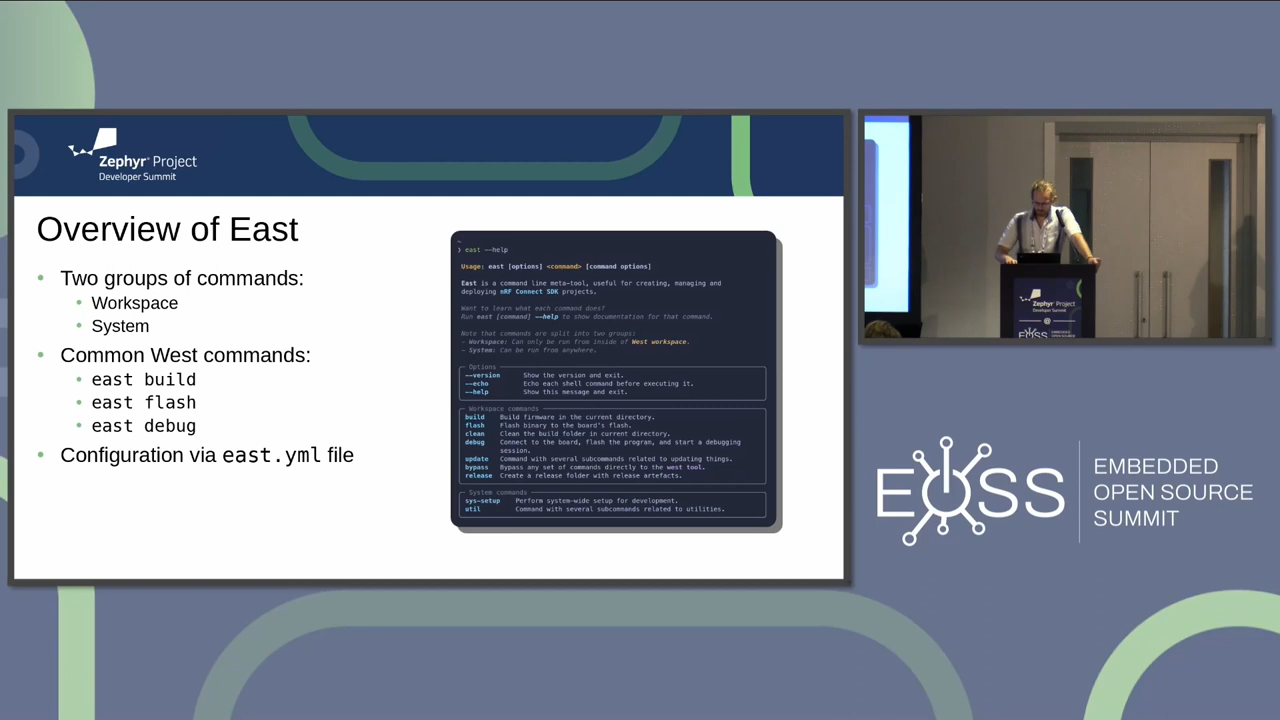 Zephyr® Project
Developer Summit
Overview of East
• Two groups of commands:
• Workspace
• System
• Common West commands:
• east build
• east flash
• east debug
• Configuration via east.yml file
~
❯ east --help
Usage: east [options] <command> [command options]
East is a command line meta-tool, useful for creating, managing and
deploying nRF Connect SDK projects.
Want to learn what each command does?
Run east [command] --help to show documentation for that command.
Note that commands are split into two groups:
– Workspace: Can only be run from inside of West workspace.
– System: Can be run from anywhere.
Options
--version Show the version and exit.
--echo Echo each shell command before executing it.
--help Show this message and exit.
Workspace commands
build Build firmware in the current directory.
flash Flash binary to the board's flash.
clean Clean the build folder in current directory.
debug Connect to the board, flash the program, and start a debugging
session.
update Command with several subcommands related to updating things.
bypass Bypass any set of commands directly to the west tool.
release Create a release folder with release artefacts.
System commands
sys-setup Perform system-wide setup for development.
util Command with several subcommands related to utilities.
Zephyr Project
Developer Summit
@
EOSS
EOSS
EMBEDDED
OPEN SOURCE
SUMMIT